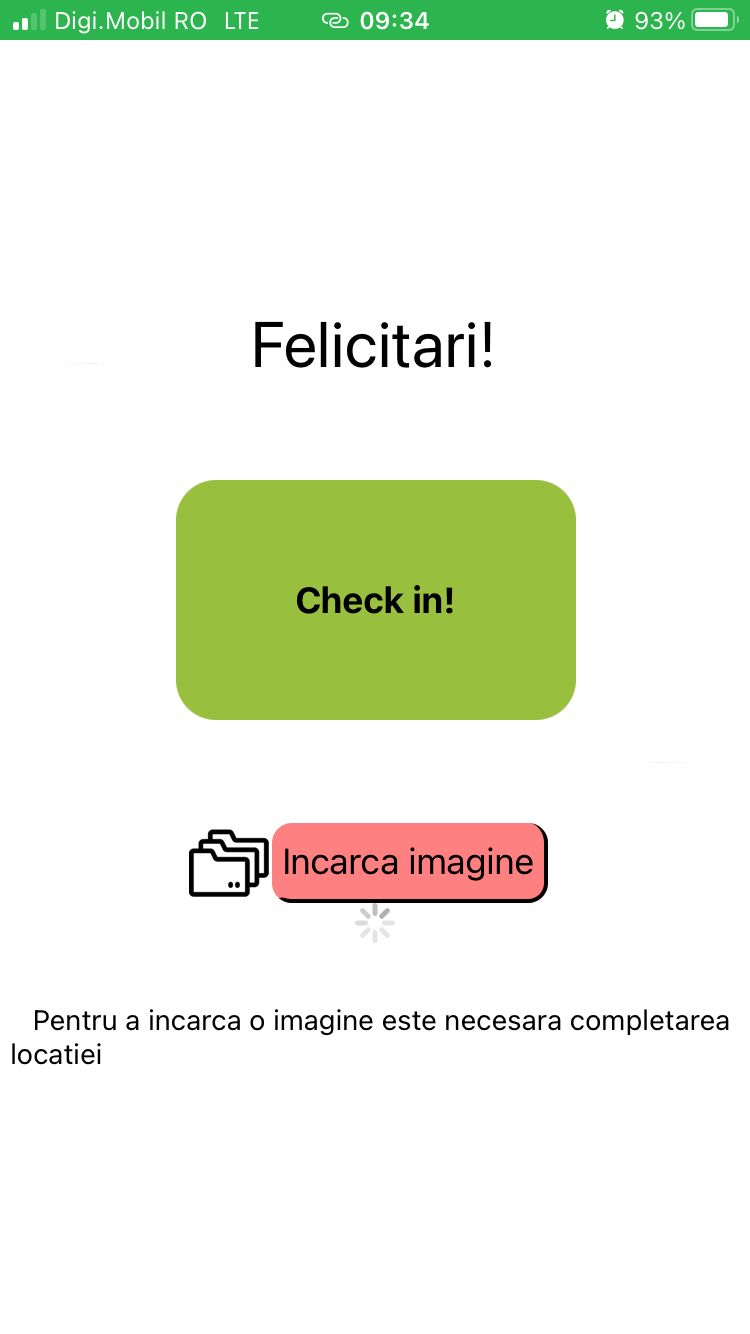 Digi.Mobil RO LTE 09:34 93%
Felicitari!
Check in!
Incarca imagine
Pentru a incarca o imagine este necesara completarea
locatiei